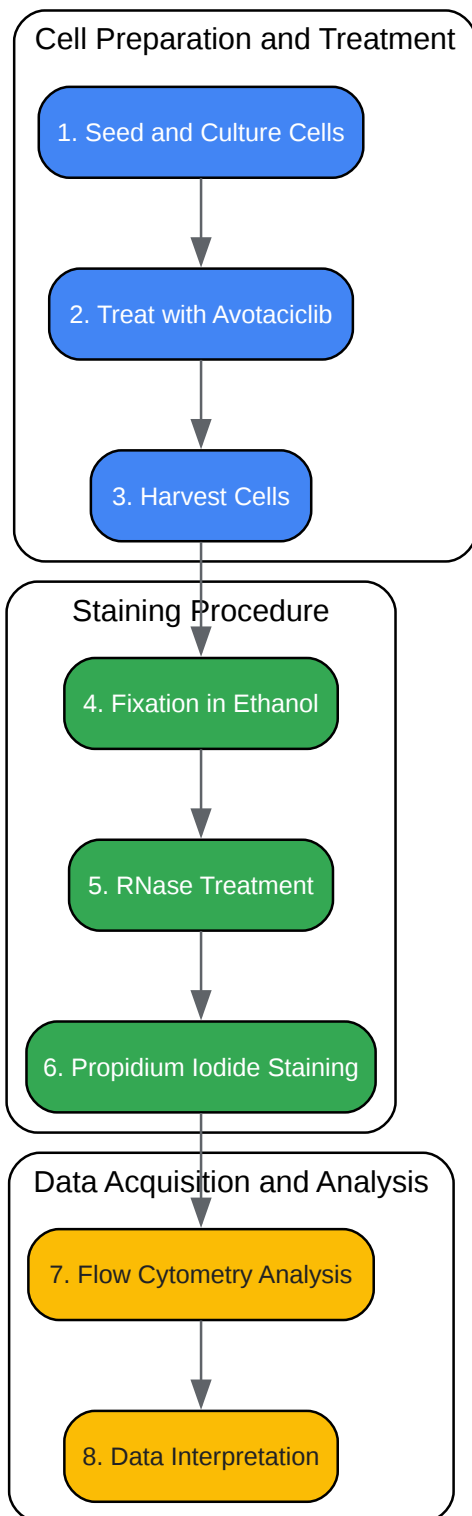 Cell Preparation and Treatment
1. Seed and Culture Cells
2. Treat with Avotaciclib
3. Harvest Cells
Staining Procedure
4. Fixation in Ethanol
5. RNase Treatment
6. Propidium Iodide Staining
Data Acquisition and Analysis
7. Flow Cytometry Analysis
8. Data Interpretation